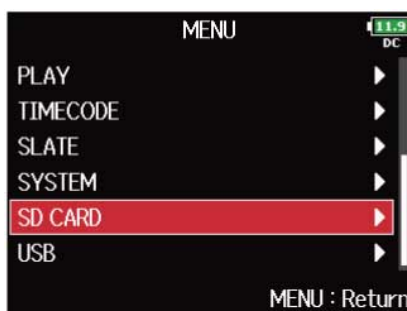 MENU
11.9
DC
PLAY
TIMECODE
SLATE
SYSTEM
SD CARD
USB
MENU : Return